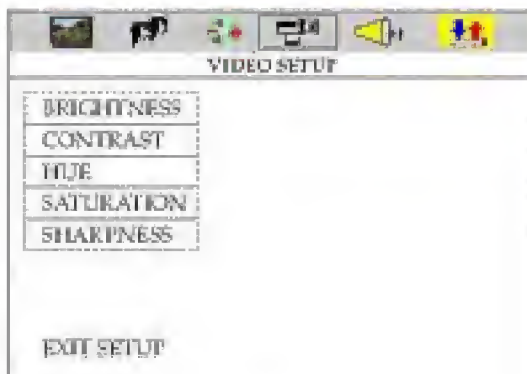 VIDEO SETUP
BRIGHTNESS
CONTRAST
HUE
SATURATION
SHARPNESS
EXIT SETUP